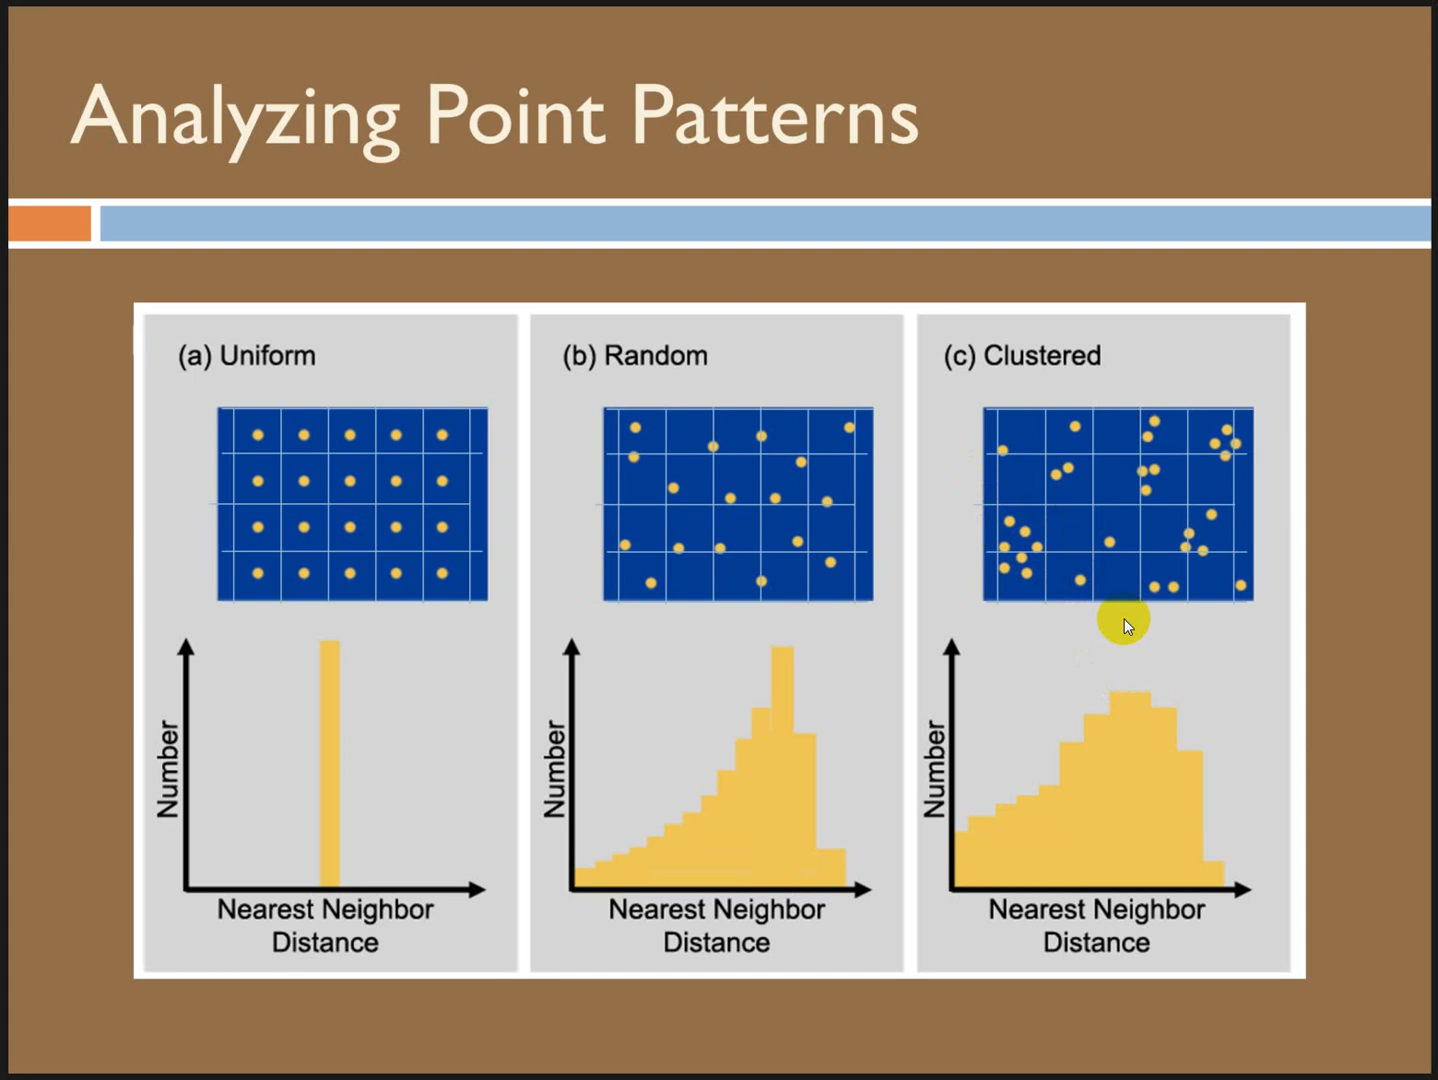 Analyzing Point Patterns
(a) Uniform
Number
Nearest Neighbor
Distance
(b) Random
Number
Nearest Neighbor
Distance
(c) Clustered
Number
Nearest Neighbor
Distance